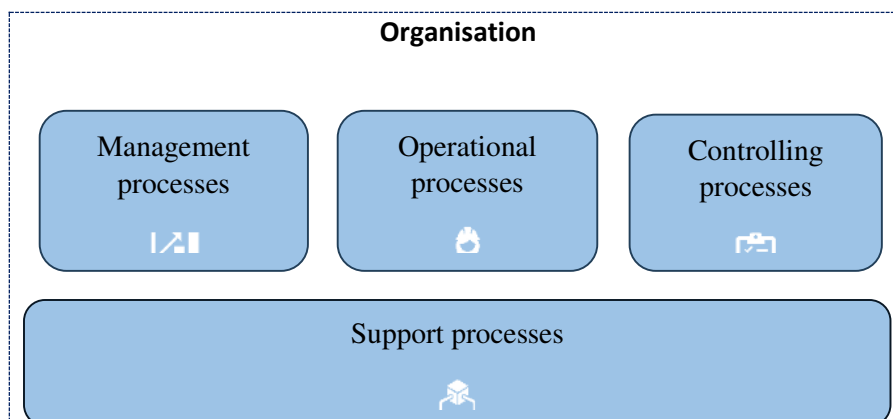 Organisation
Management
processes
Operational
processes
Controlling
processes
Support processes